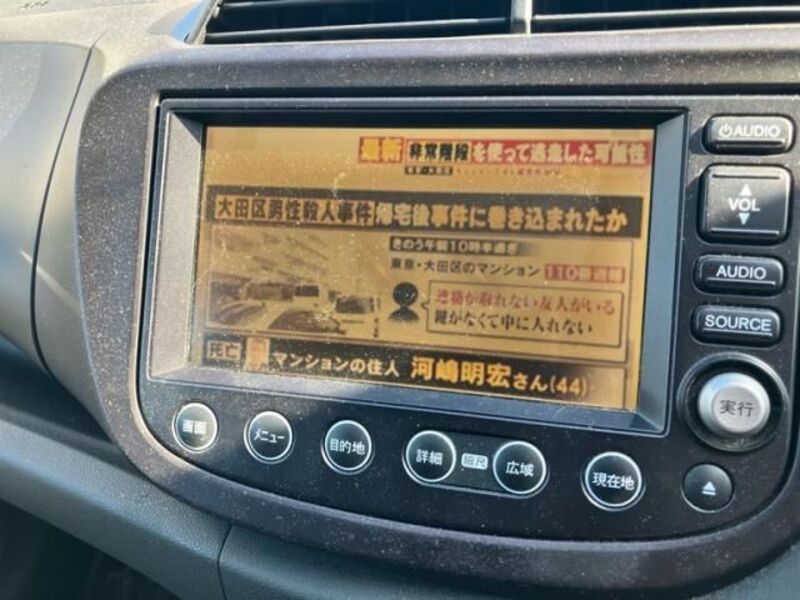 最新 非常階段を使って逃走した可能性
大田区男性殺人事件 帰宅後事件に巻き込まれたか
きのう午前10時半過ぎ
東京・大田区のマンション 110番通報
連絡が取れない友人がいる
鍵がなくて中に入れない
死亡 マンションの住人 河嶋明宏さん(44)
AUDIO
VOL
AUDIO
SOURCE
実行
画面
メニュー
目的地
詳細
縮尺
広域
現在地